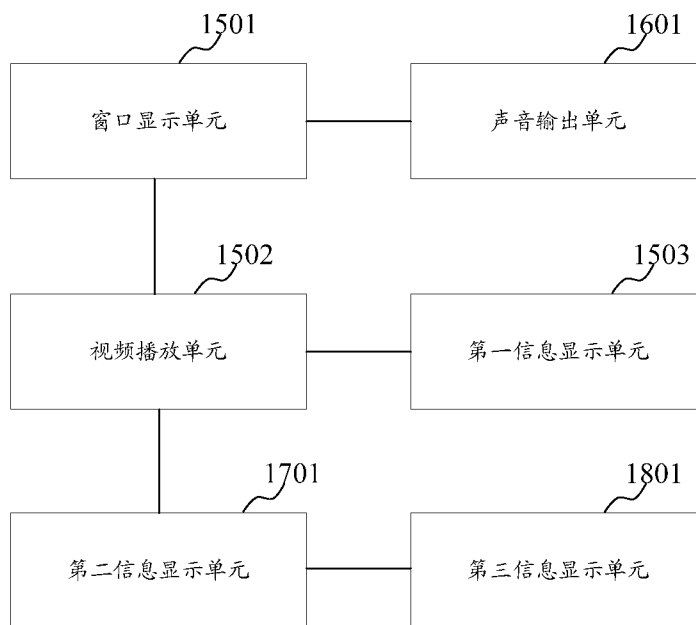 1501
1601
窗口显示单元
声音输出单元
1502
1503
视频播放单元
第一信息显示单元
1701
1801
第二信息显示单元
第三信息显示单元